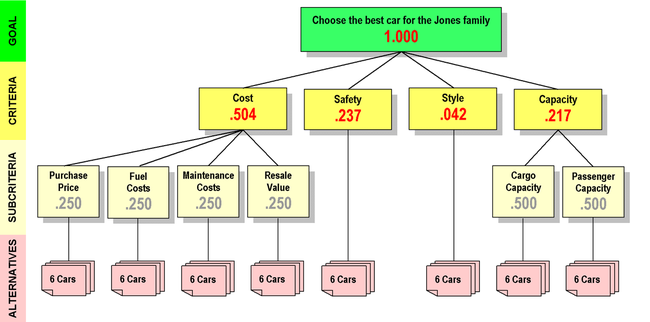 GOAL
Choose the best car for the Jones family
1.000
CRITERIA
Cost
.504
Safety
.237
Style
.042
Capacity
.217
SUBCRITERIA
Purchase
Price
.250
Fuel
Costs
.250
Maintenance
Costs
.250
Resale
Value
.250
Cargo
Capacity
.500
Passenger
Capacity
.500
ALTERNATIVES
6 Cars
6 Cars
6 Cars
6 Cars
6 Cars
6 Cars
6 Cars
6 Cars